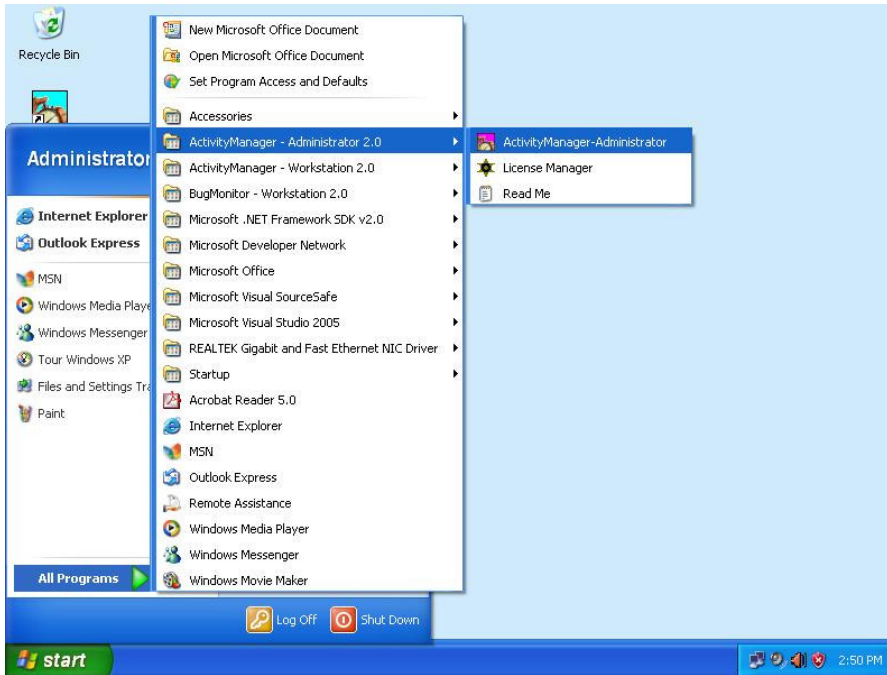 Recycle Bin
Administrator
Internet Explorer
Outlook Express
MSN
Windows Media Playe
Windows Messenger
Tour Windows XP
Files and Settings Tra
Paint
All Programs
New Microsoft Office Document
Open Microsoft Office Document
Set Program Access and Defaults
Accessories
ActivityManager - Administrator 2.0
ActivityManager - Workstation 2.0
BugMonitor - Workstation 2.0
Microsoft .NET Framework SDK v2.0
Microsoft Developer Network
Microsoft Office
Microsoft Visual SourceSafe
Microsoft Visual Studio 2005
REALTEK Gigabit and Fast Ethernet NIC Driver
Startup
Acrobat Reader 5.0
Internet Explorer
MSN
Outlook Express
Remote Assistance
Windows Media Player
Windows Messenger
Windows Movie Maker
ActivityManager-Administrator
License Manager
Read Me
Log Off
Shut Down
start
2:50 PM